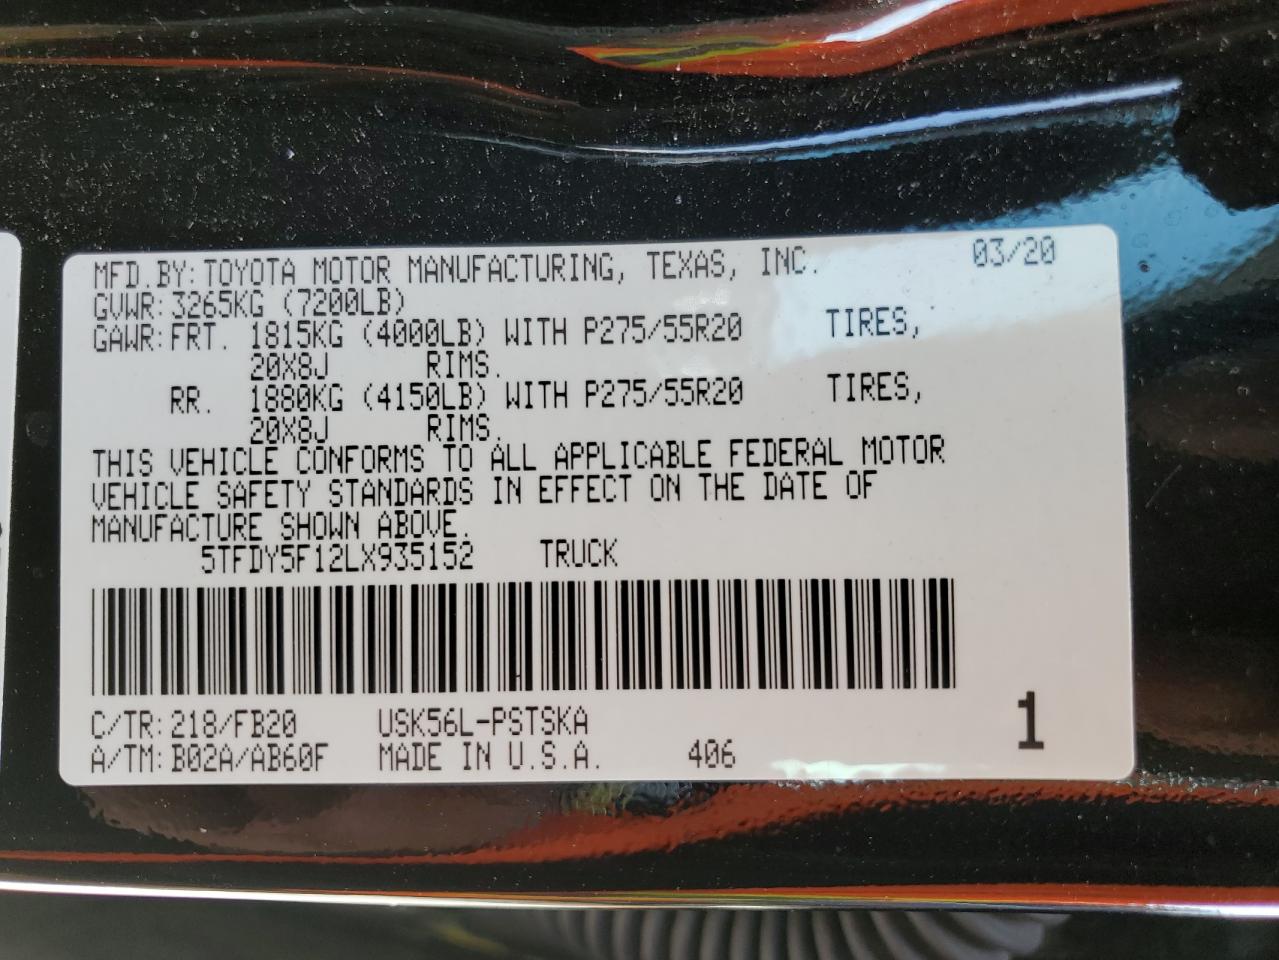 MFD.BY: TOYOTA MOTOR MANUFACTURING, TEXAS, INC. 03/20
GVWR: 3265KG (7200LB)
GAWR: FRT. 1815KG (4000LB) WITH P275/55R20 TIRES,
20X8J RIMS.
RR. 1880KG (4150LB) WITH P275/55R20 TIRES,
20X8J RIMS.
THIS VEHICLE CONFORMS TO ALL APPLICABLE FEDERAL MOTOR
VEHICLE SAFETY STANDARDS IN EFFECT ON THE DATE OF
MANUFACTURE SHOWN ABOVE.
5TFDY5F12LX935152 TRUCK
C/TR: 218/FB20 USK56L-PSTSKA
A/TM: B02A/AB60F MADE IN U.S.A. 406
1